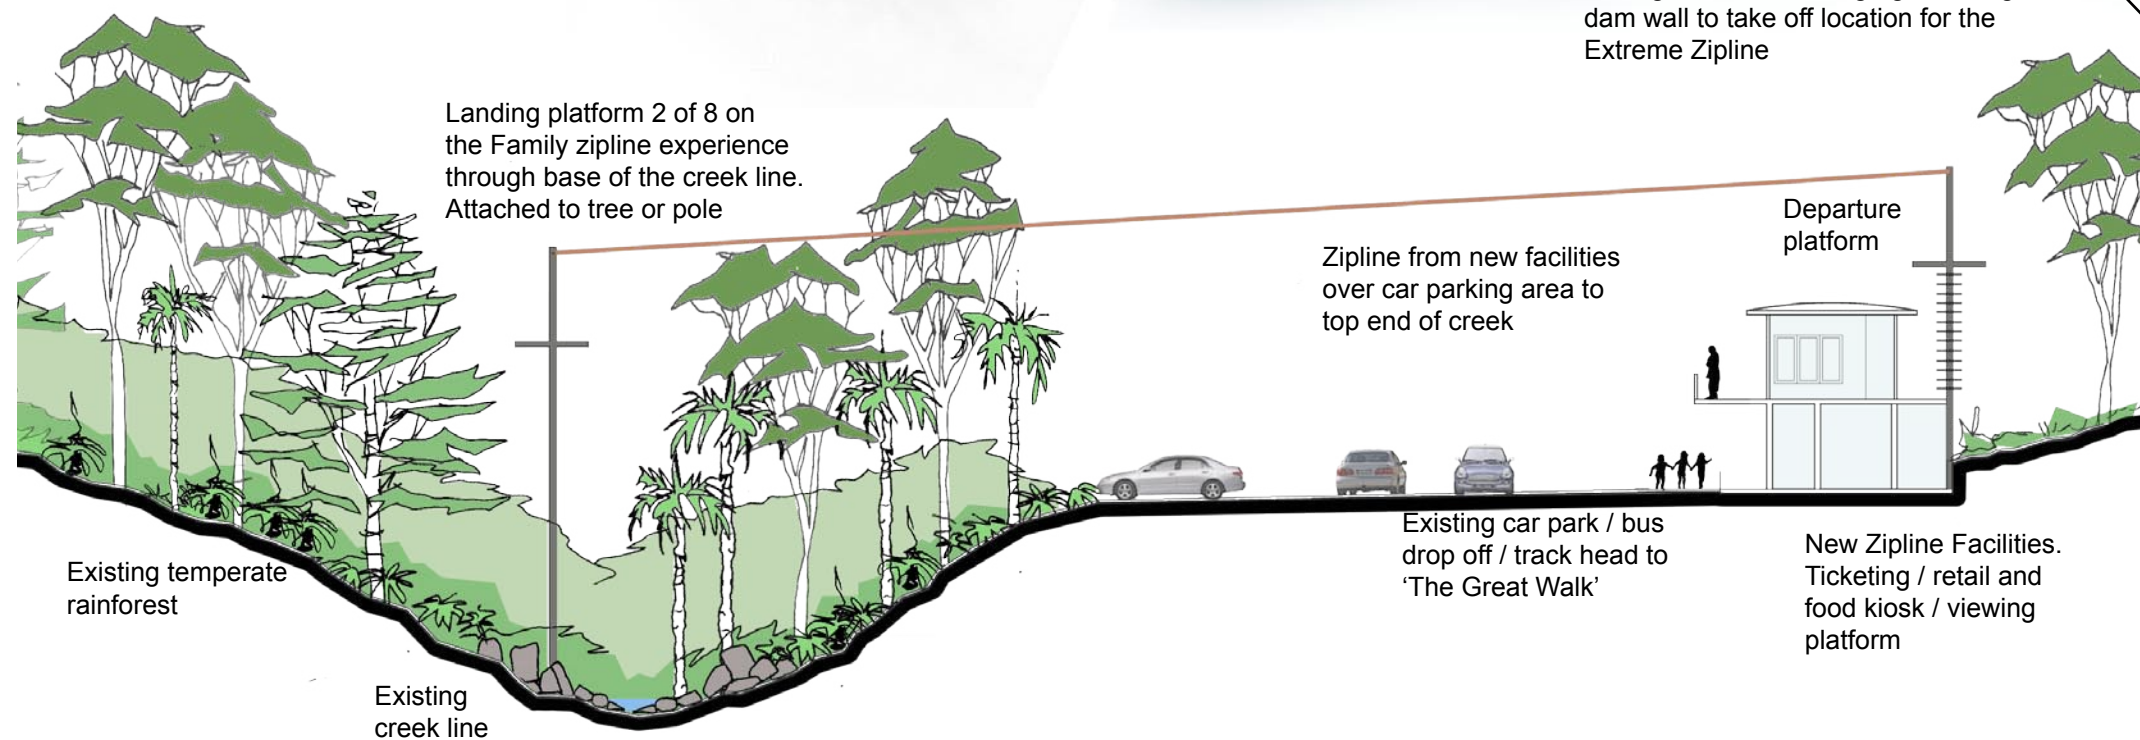 dam wall to take off location for the
Extreme Zipline
Landing platform 2 of 8 on
the Family zipline experience
through base of the creek line.
Attached to tree or pole
Departure
platform
Zipline from new facilities
over car parking area to
top end of creek
Existing car park / bus
drop off / track head to
‘The Great Walk’
New Zipline Facilities.
Ticketing / retail and
food kiosk / viewing
platform
Existing temperate
rainforest
Existing
creek line